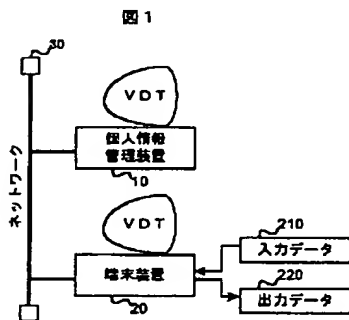 図1
30
VDT
個人情報
管理装置
10
ネットワーク
VDT
端末装置
20
210
入力データ
220
出力データ